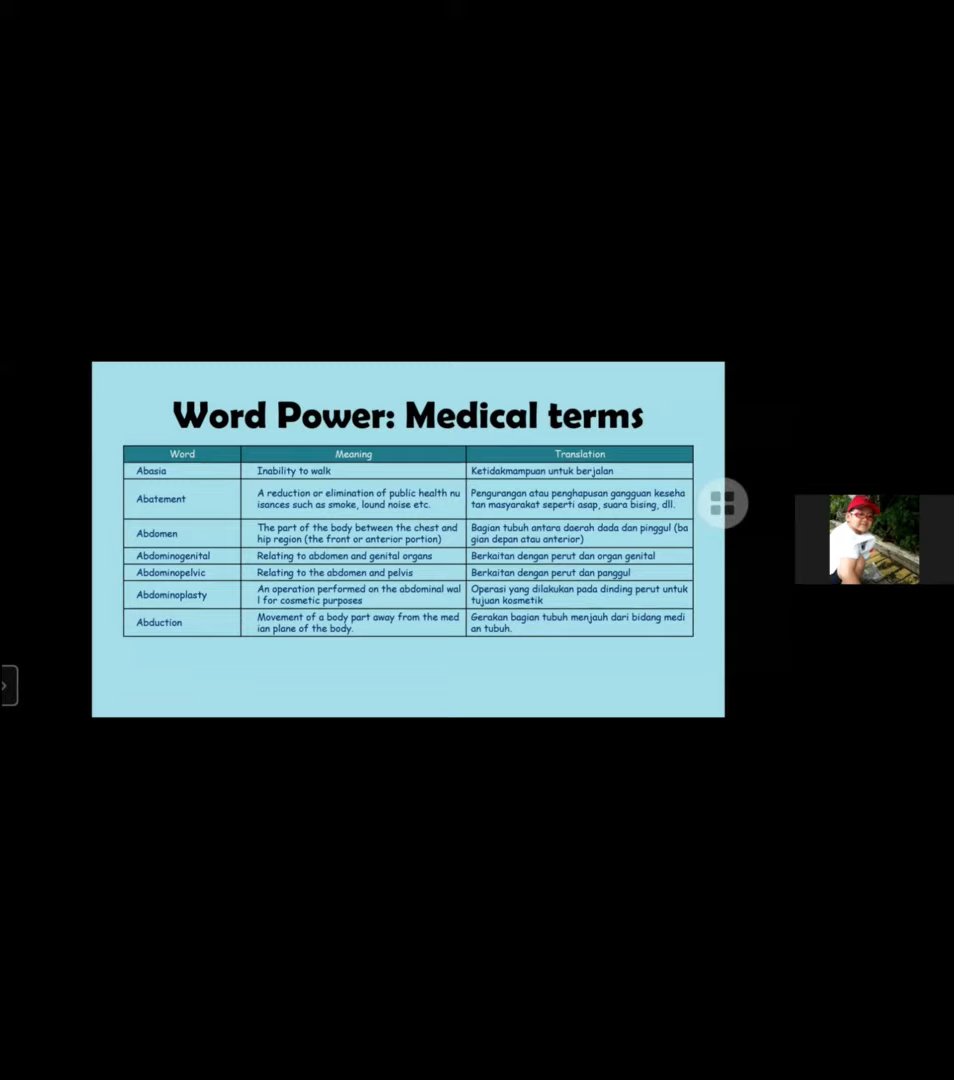 Word Power: Medical terms
Word Meaning Translation
Abasia Inability to walk Ketidakmampuan untuk berjalan
Abatement
A reduction or elimination of public health nu
isances such as smoke, lound noise etc.
Pengurangan atau penghapusan gangguan keseha
tan masyarakat seperti asap, suara bising, dll.
Abdomen
The part of the body between the chest and
hip region (the front or anterior portion)
Bagian tubuh antara daerah dada dan pinggul (ba
gian depan atau anterior)
Abdominogenital Relating to abdomen and genital organs Berkaitan dengan perut dan organ genital
Abdominopelvic Relating to the abdomen and pelvis Berkaitan dengan perut dan panggul
Abdominoplasty
An operation performed on the abdominal wal
l for cosmetic purposes
Operasi yang dilakukan pada dinding perut untuk
tujuan kosmetik
Abduction
Movement of a body part away from the med
ian plane of the body.
Gerakan bagian tubuh menjauh dari bidang medi
an tubuh.